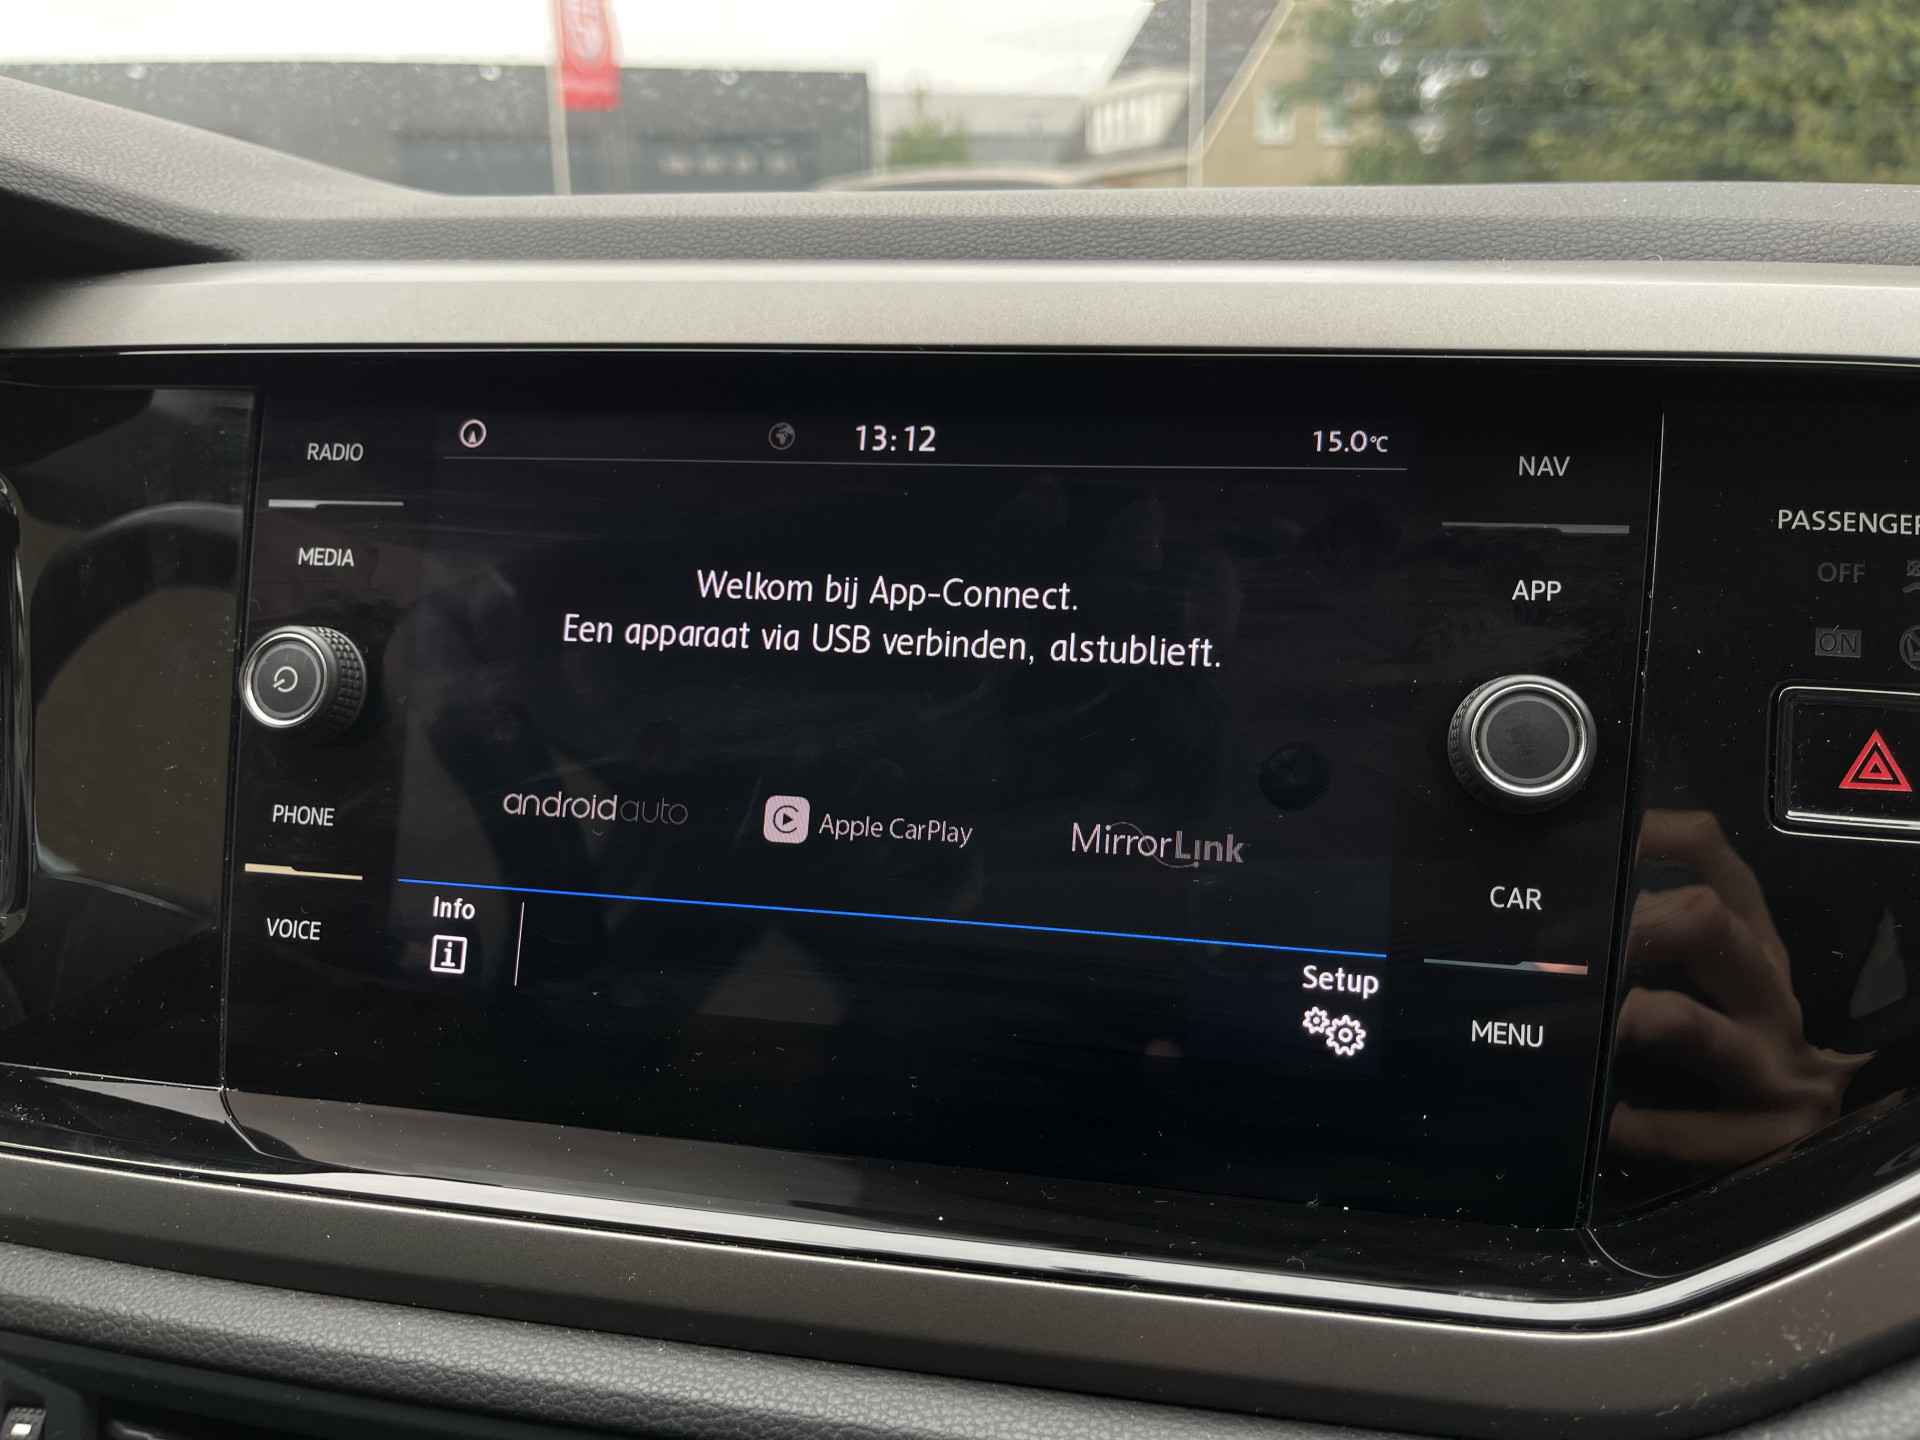 RADIO
MEDIA
PHONE
VOICE
13:12
15.0°C
Welkom bij App-Connect.
Een apparaat via USB verbinden, alstublieft.
androidauto
Apple CarPlay
MirrorLink
Info
i
Setup
NAV
APP
CAR
MENU
PASSENGER
OFF
ON